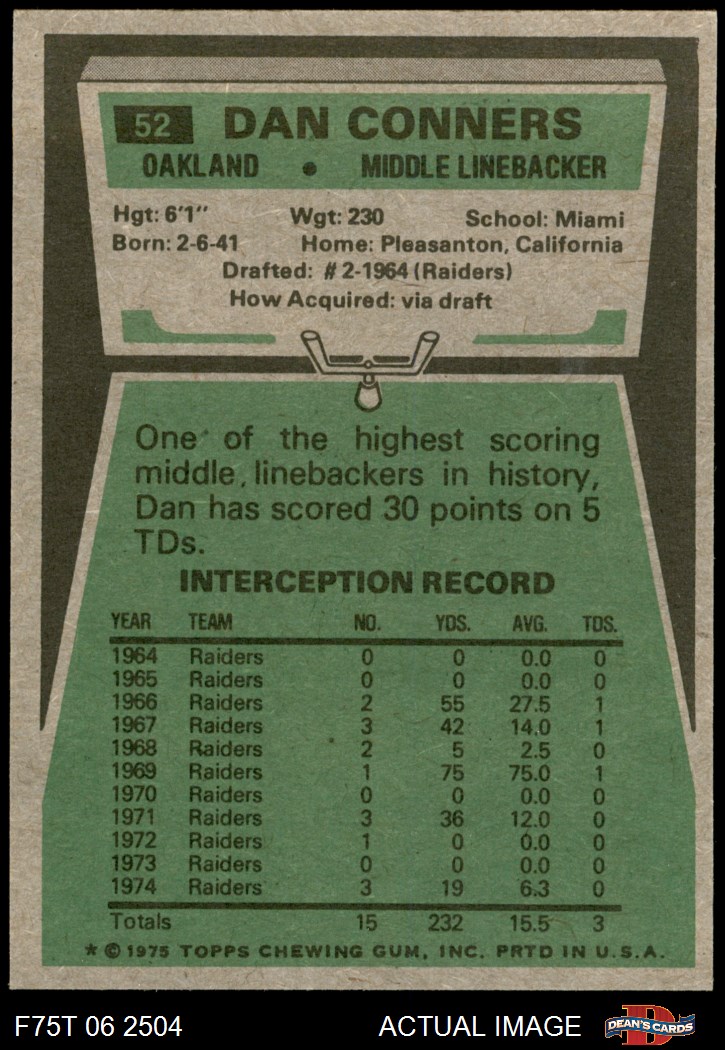 52 DAN CONNERS
OAKLAND • MIDDLE LINEBACKER
Hgt: 6'1" Wgt: 230 School: Miami
Born: 2-6-41 Home: Pleasanton, California
Drafted: #2-1964 (Raiders)
How Acquired: via draft
One of the highest scoring
middle linebackers in history,
Dan has scored 30 points on 5
TDs.
INTERCEPTION RECORD
YEAR TEAM NO. YDS. AVG. TDS.
1964 Raiders 0 0 0.0 0
1965 Raiders 0 0 0.0 0
1966 Raiders 2 55 27.5 1
1967 Raiders 3 42 14.0 1
1968 Raiders 2 5 2.5 0
1969 Raiders 1 75 75.0 1
1970 Raiders 0 0 0.0 0
1971 Raiders 3 36 12.0 0
1972 Raiders 1 0 0.0 0
1973 Raiders 0 0 0.0 0
1974 Raiders 3 19 6.3 0
Totals 15 232 15.5 3
* © 1975 TOPPS CHEWING GUM, INC. PRTD IN U.S.A.
F75T 06 2504 ACTUAL IMAGE D DEAN'S CARDS